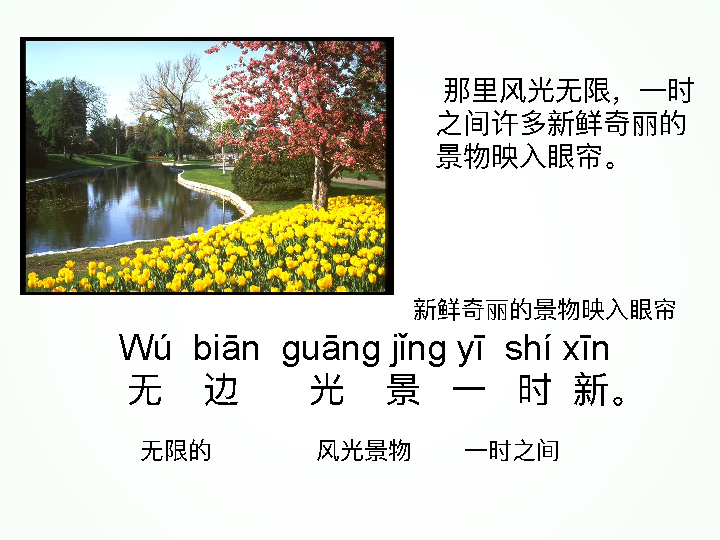 那里风光无限，一时
之间许多新鲜奇丽的
景物映入眼帘。
新鲜奇丽的景物映入眼帘
Wú biān guāng jǐng yī shí xīn
无 边 光 景 一 时 新。
无限的 风光景物 一时之间